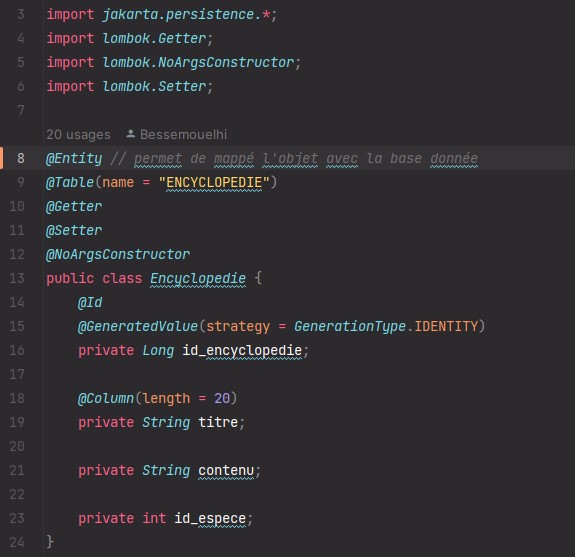 3 import jakarta.persistence.*;
4 import lombok.Getter;
5 import lombok.NoArgsConstructor;
6 import lombok.Setter;
7
20 usages Bessemouelhi
8 @Entity // permet de mappé l'objet avec la base donnée
9 @Table(name = "ENCYCLOPEDIE")
10 @Getter
11 @Setter
12 @NoArgsConstructor
13 public class Encyclopedie {
14 @Id
15 @GeneratedValue(strategy = GenerationType.IDENTITY)
16 private Long id_encyclopedie;
17
18 @Column(length = 20)
19 private String titre;
20
21 private String contenu;
22
23 private int id_espece;
24 }